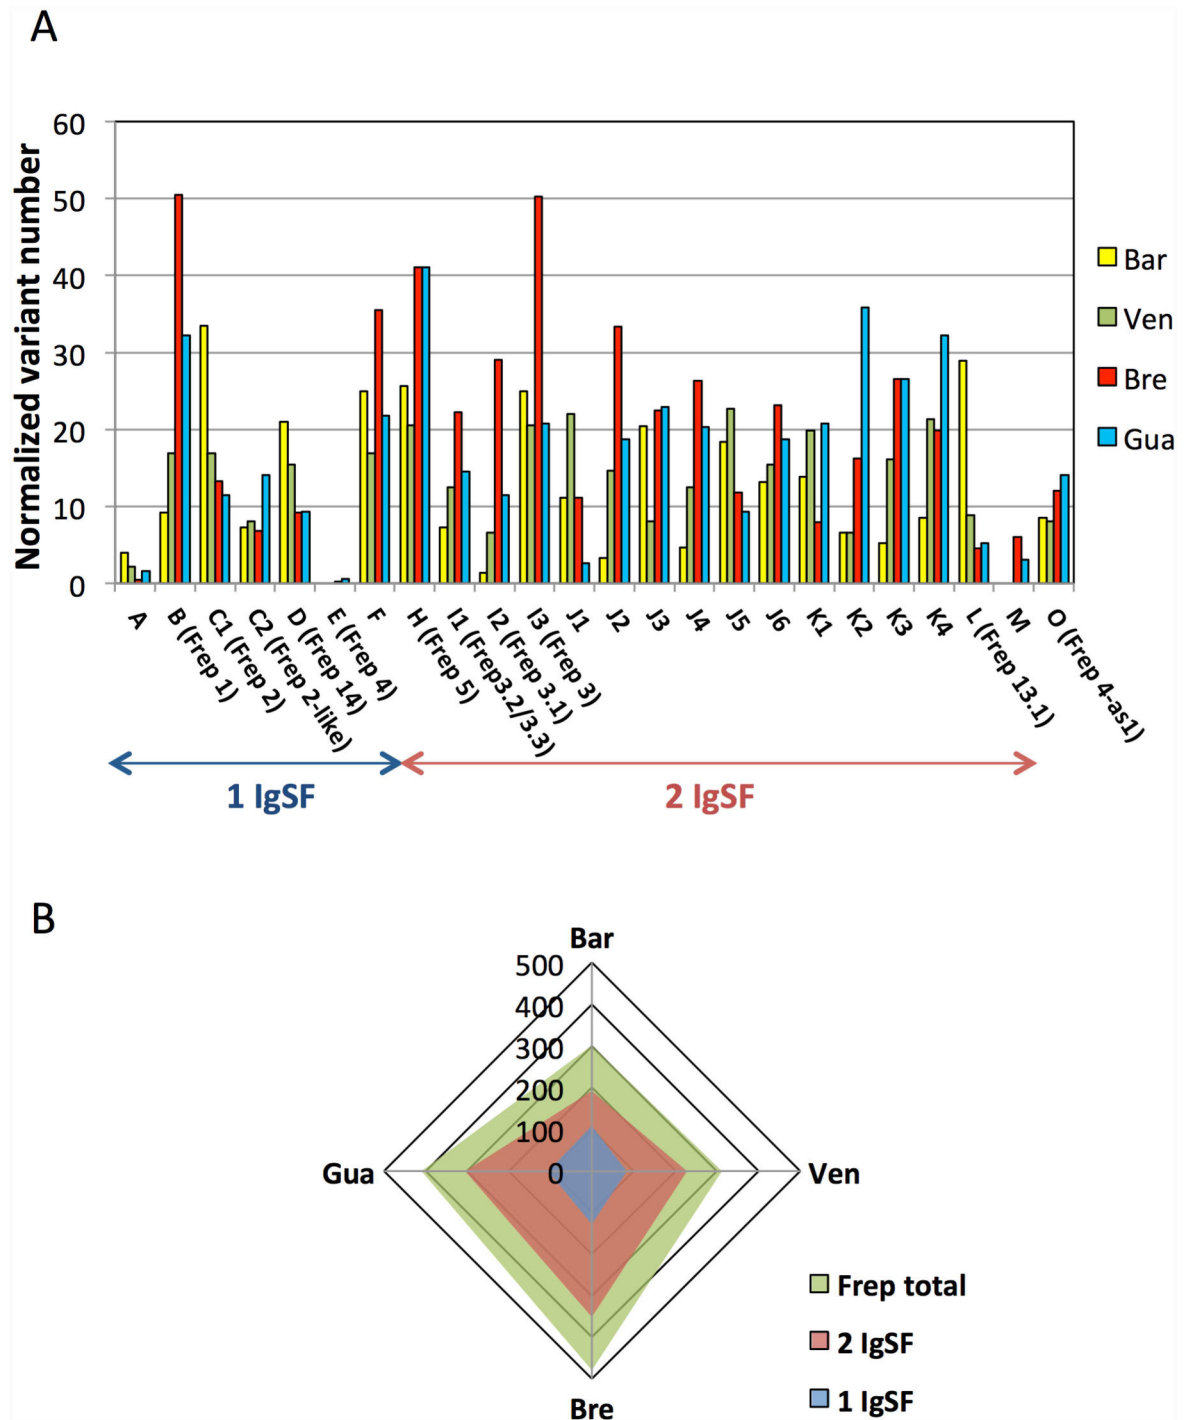 A
Normalized variant number
60
50
40
30
20
10
0
Bar
Ven
Bre
Gua
A
B (Frep 1)
C1 (Frep 2)
C2 (Frep 2-like)
D (Frep 14)
E (Frep 4)
F
H (Frep 5)
I1 (Frep3.2/3.3)
I2 (Frep 3.1)
I3 (Frep 3)
J1
J2
J3
J4
J5
J6
K1
K2
K3
K4
L (Frep 13.1)
M
O (Frep 4-as1)
1 IgSF
2 IgSF
B
Bar
500
400
300
200
100
0
Gua
Ven
Bre
Frep total
2 IgSF
1 IgSF